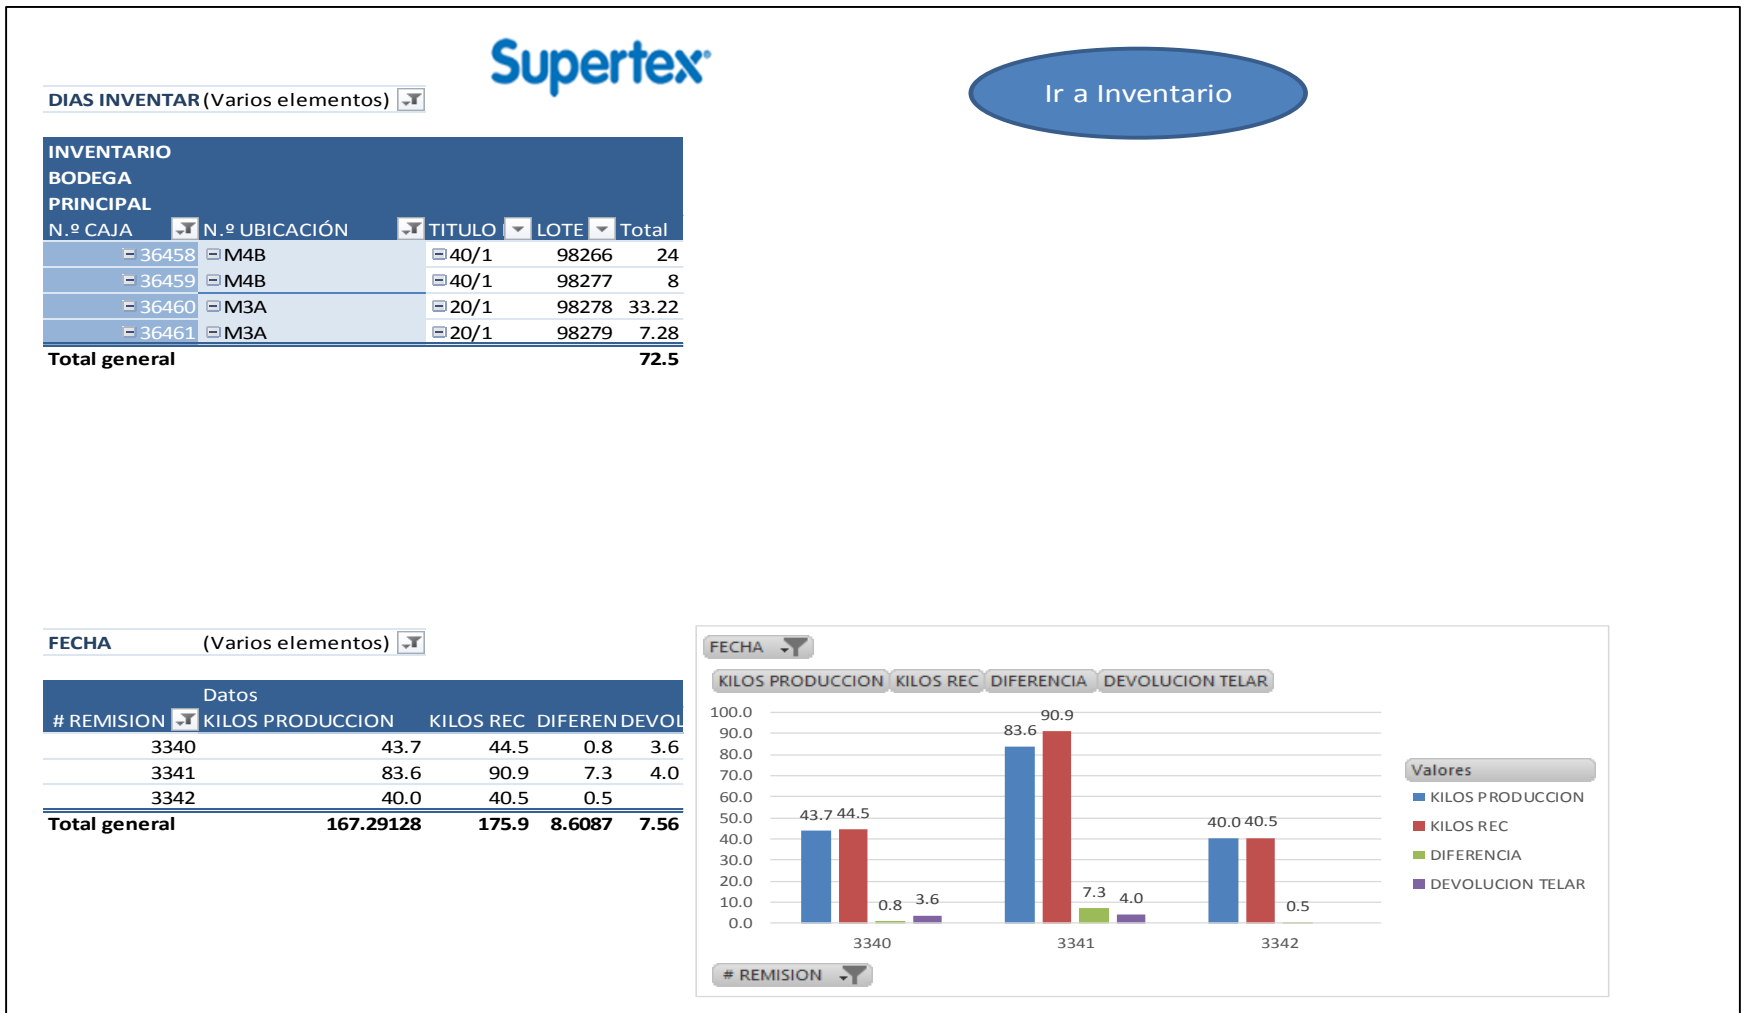 Supertex®
Ir a Inventario
DIAS INVENTAR (Varios elementos)
INVENTARIO
BODEGA
PRINCIPAL
N.º CAJA N.º UBICACIÓN TITULO LOTE Total
36458 M4B 40/1 98266 24
36459 M4B 40/1 98277 8
36460 M3A 20/1 98278 33.22
36461 M3A 20/1 98279 7.28
Total general 72.5
FECHA (Varios elementos)
Datos
# REMISION KILOS PRODUCCION KILOS REC DIFEREN DEVOL
3340 43.7 44.5 0.8 3.6
3341 83.6 90.9 7.3 4.0
3342 40.0 40.5 0.5
Total general 167.29128 175.9 8.6087 7.56
FECHA
KILOS PRODUCCION KILOS REC DIFERENCIA DEVOLUCION TELAR
100.0
90.0
80.0
70.0
60.0
50.0
40.0
30.0
20.0
10.0
0.0
43.7 44.5 0.8 3.6
83.6 90.9 7.3 4.0
40.0 40.5 0.5
3340 3341 3342
# REMISION
Valores
KILOS PRODUCCION
KILOS REC
DIFERENCIA
DEVOLUCION TELAR